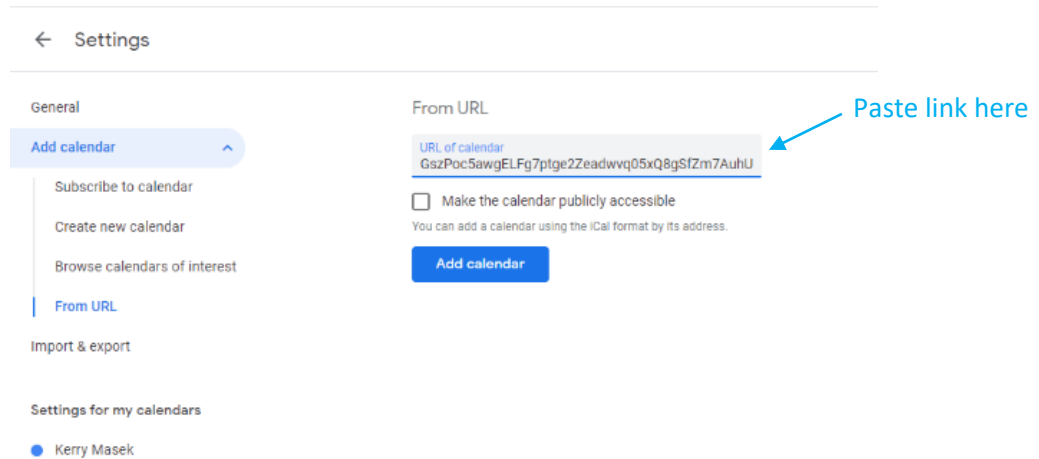 Settings
General
Add calendar
Subscribe to calendar
Create new calendar
Browse calendars of interest
From URL
Import & export
Settings for my calendars
Kerry Masek
From URL
URL of calendar
GszPoc5awgELFg7ptge2Zeadwvq05xQ8gSfZm7AuhU
Make the calendar publicly accessible
You can add a calendar using the iCal format by its address.
Add calendar
Paste link here